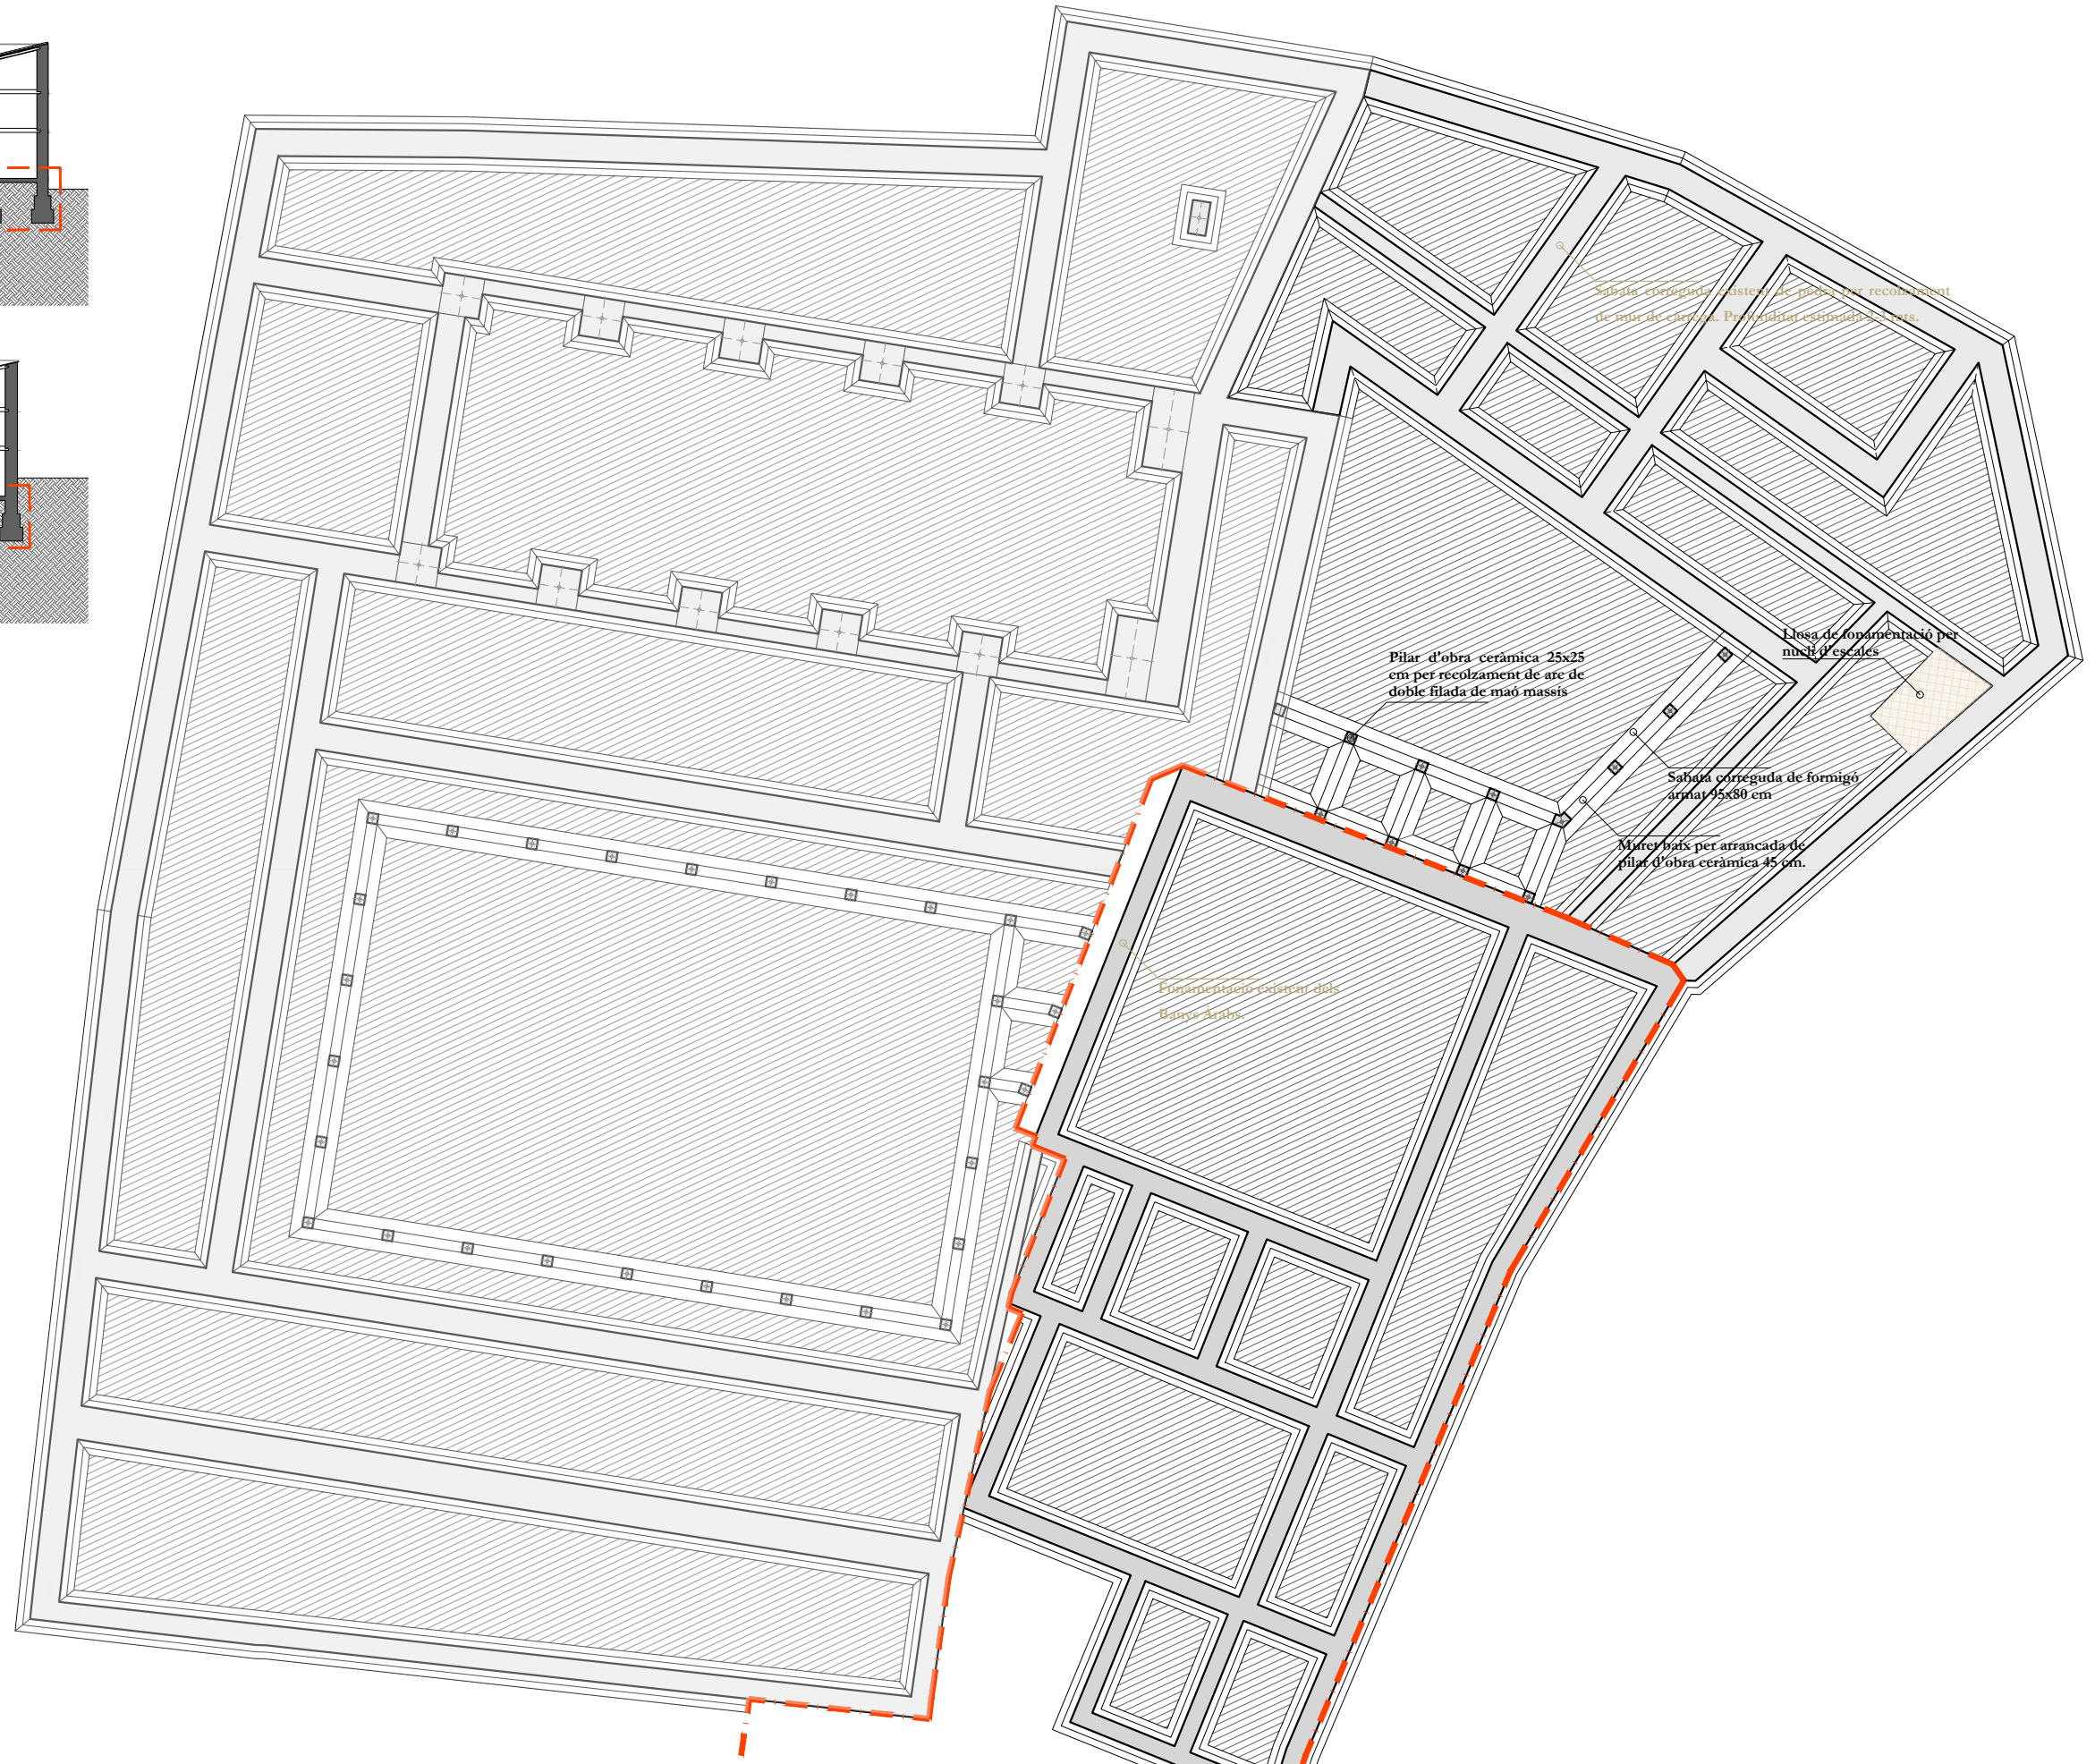 Sabata correguda existent de pedra per recolzament
de mur de càrrega. Profunditat estimada 2-3 mts.
Llosa de fonamentació per
nucli d'escales
Pilar d'obra ceràmica 25x25
cm per recolzament de arc de
doble filada de maó massís
Sabata correguda de formigó
armat 95x80 cm
Muret baix per arrancada de
pilar d'obra ceràmica 45 cm.
Fonamentació existent dels
Banys Àrabs.